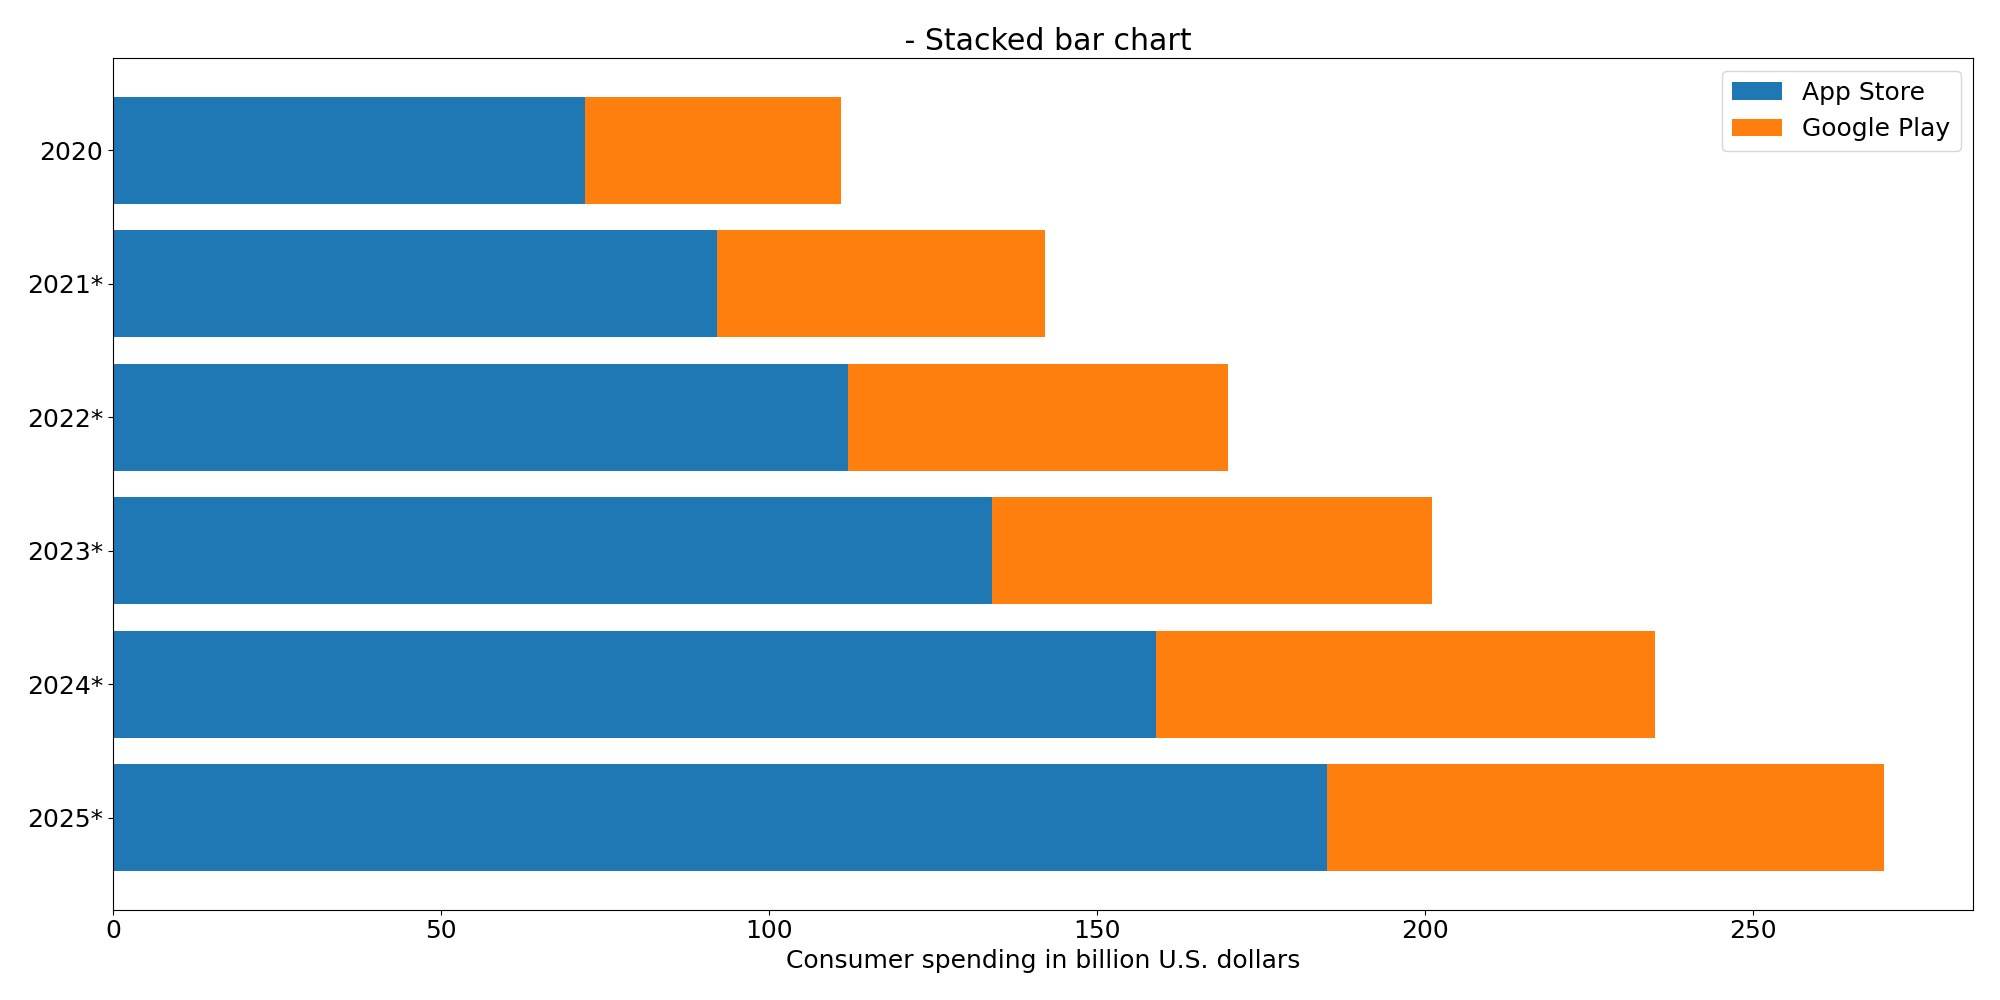 - Stacked bar chart
App Store
Google Play
2020
2021*
2022*
2023*
2024*
2025*
0 50 100 150 200 250
Consumer spending in billion U.S. dollars